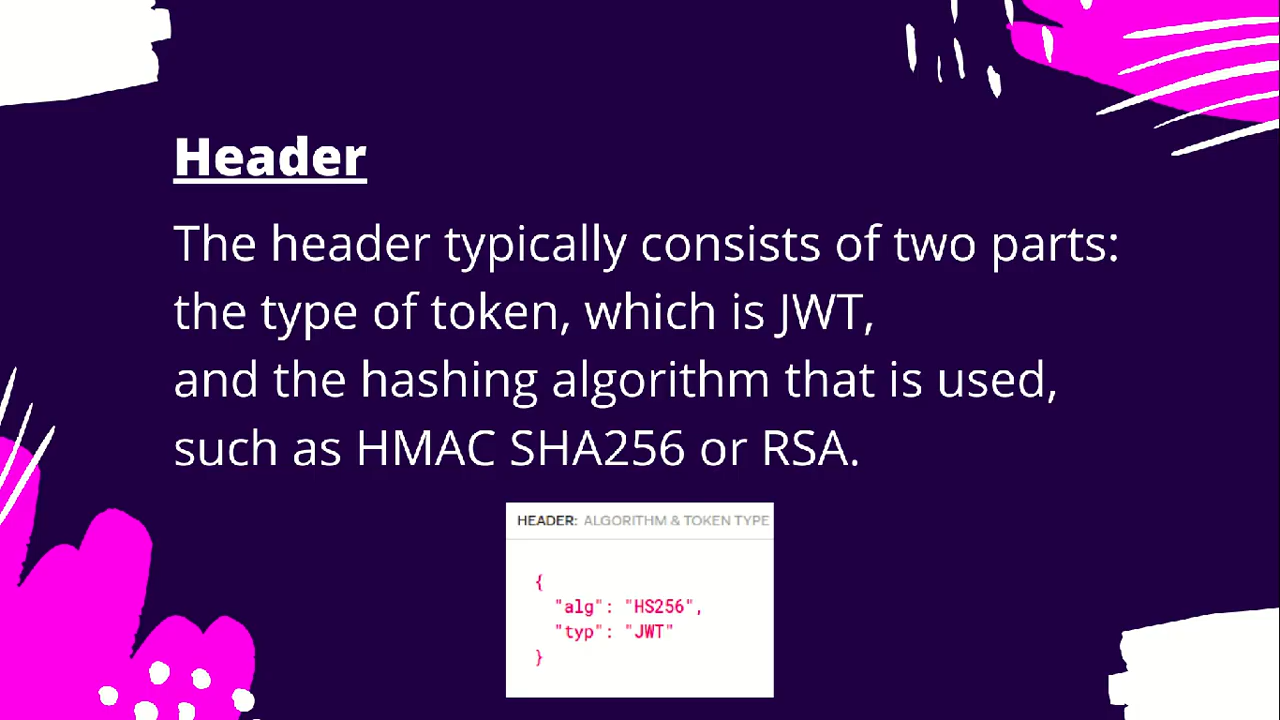 Header
The header typically consists of two parts:
the type of token, which is JWT,
and the hashing algorithm that is used,
such as HMAC SHA256 or RSA.
HEADER: ALGORITHM & TOKEN TYPE
{
"alg": "HS256",
"typ": "JWT"
}